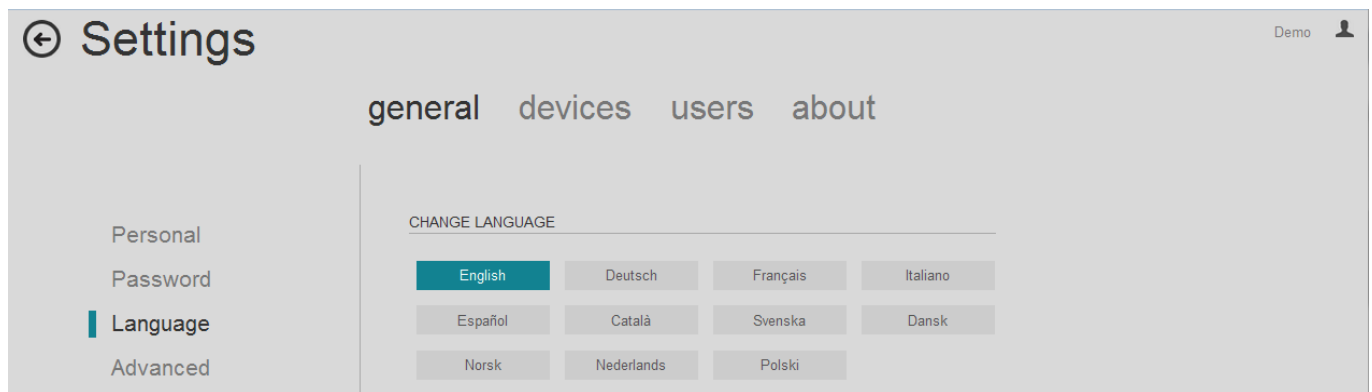 Settings
Demo
general devices users about
Personal
Password
Language
Advanced
CHANGE LANGUAGE
English Deutsch Français Italiano
Español Català Svenska Dansk
Norsk Nederlands Polski